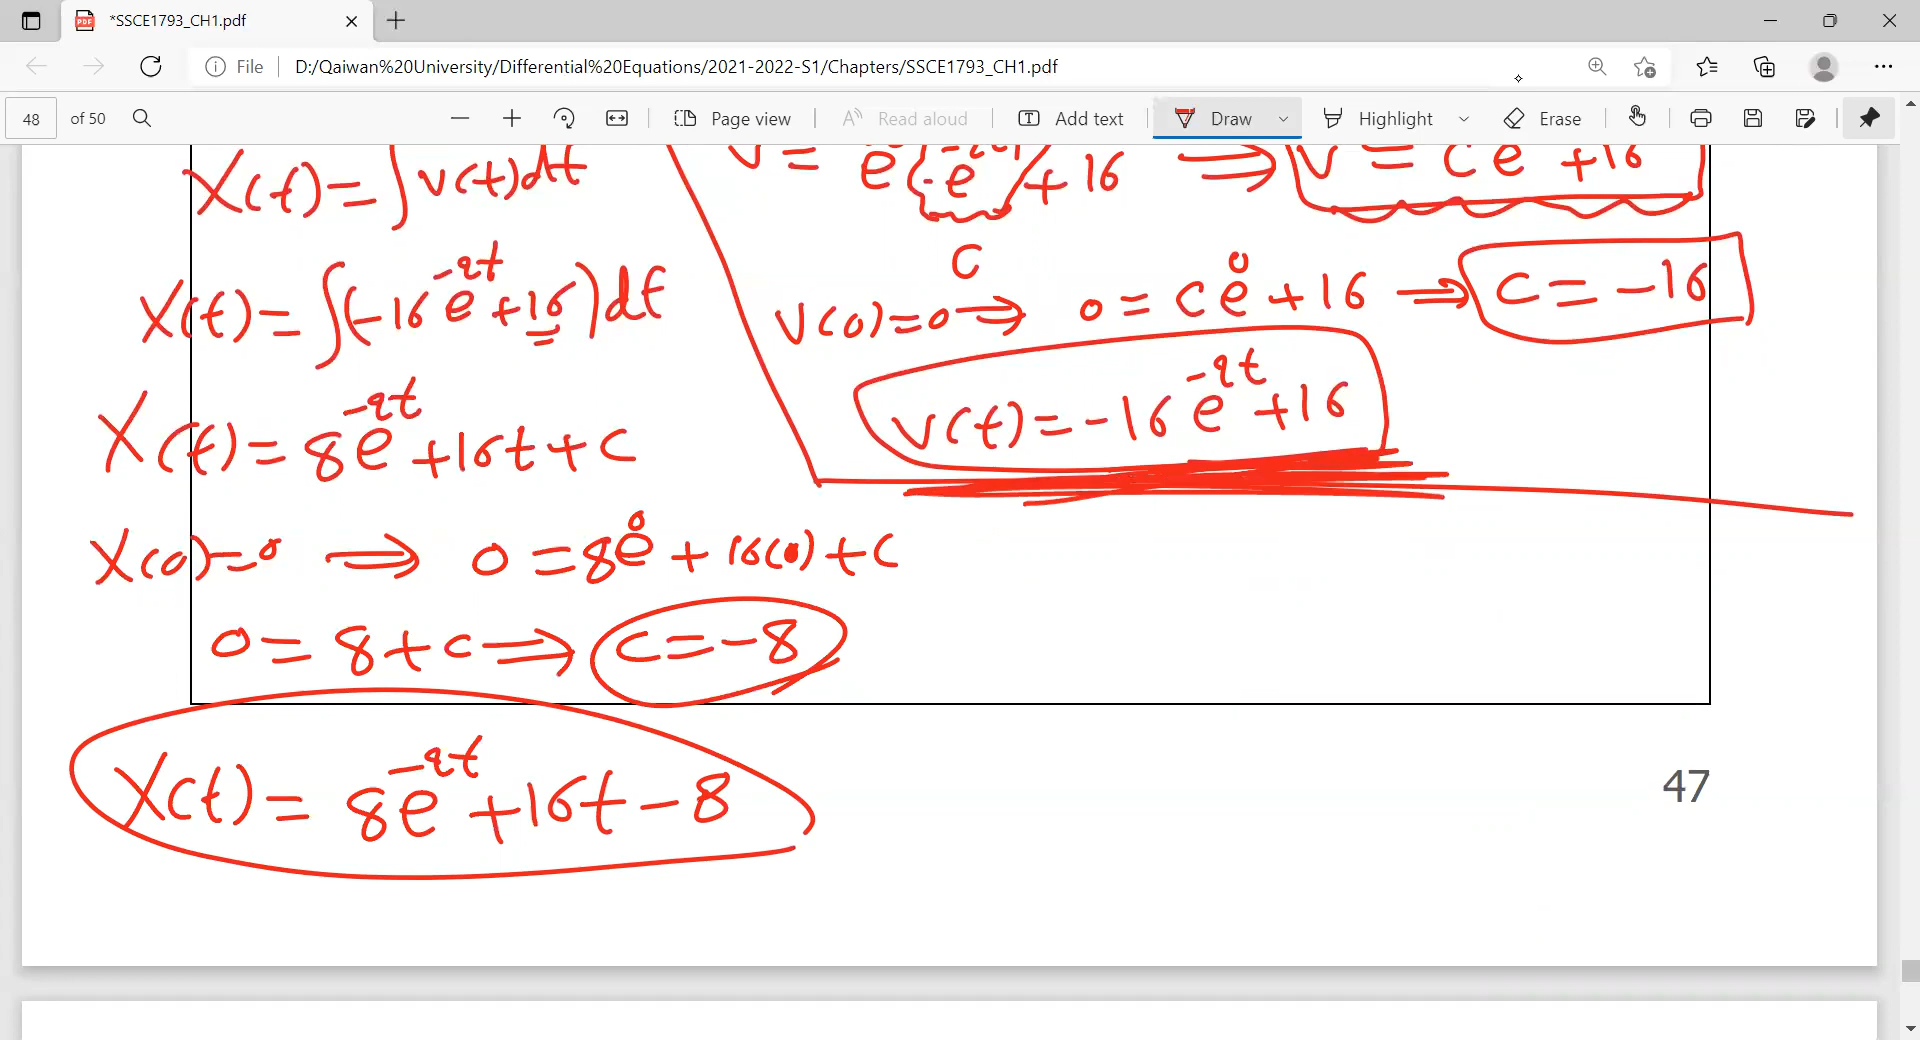 *SSCE1793_CH1.pdf
File D:/Qaiwan%20University/Differential%20Equations/2021-2022-S1/Chapters/SSCE1793_CH1.pdf
48 of 50 Page view Read aloud Add text Draw Highlight Erase
X(t) = ∫ v(t) dt
+ 16 ⟹ V = Ce + 16
C
X(t) = ∫(-16e^{-2t} + 16) dt
V(0) = 0 ⟹ 0 = Ce^0 + 16 ⟹ C = -16
V(t) = -16e^{-2t} + 16
X(t) = 8e^{-2t} + 16t + C
X(0) = 0 ⟹ 0 = 8e^0 + 16(0) + C
0 = 8 + C ⟹ C = -8
X(t) = 8e^{-2t} + 16t - 8
47